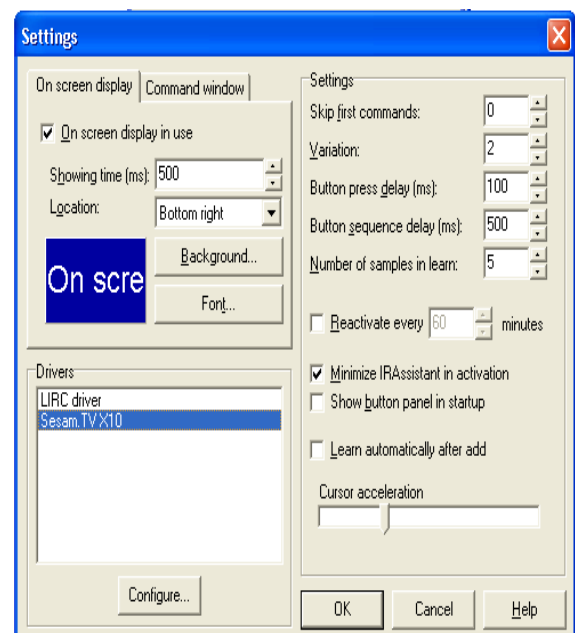 Settings
On screen display
Command window
On screen display in use
Showing time (ms): 500
Location: Bottom right
On scre
Background...
Font...
Drivers
LIRC driver
Sesam.TV X10
Configure...
Settings
Skip first commands: 0
Variation: 2
Button press delay (ms): 100
Button sequence delay (ms): 500
Number of samples in learn: 5
Reactivate every 60 minutes
Minimize IRAssistant in activation
Show button panel in startup
Learn automatically after add
Cursor acceleration
OK
Cancel
Help